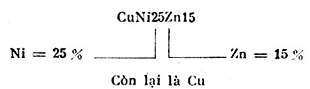 CuNi25Zn15
Ni = 25 % Zn = 15 %
Còn lại là Cu